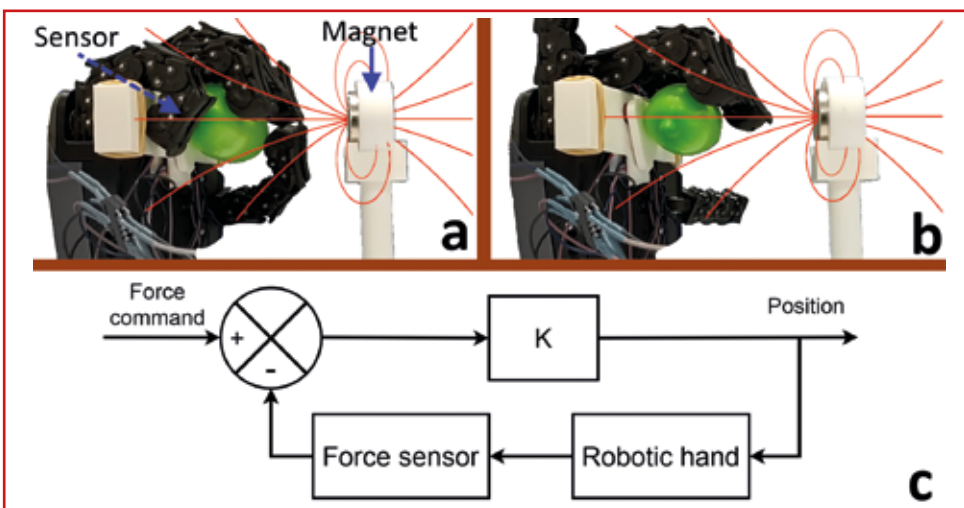 Sensor
Magnet
a
b
Force
command
+
-
K
Position
Force sensor
Robotic hand
c